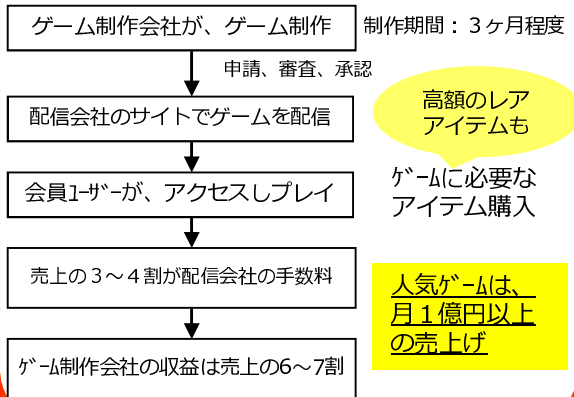 ゲーム制作会社が、ゲーム制作
制作期間：３ヶ月程度
申請、審査、承認
配信会社のサイトでゲームを配信
高額のレア
アイテムも
会員ﾕｰｻﾞｰが、アクセスしプレイ
ｹﾞｰﾑに必要な
アイテム購入
売上の３～４割が配信会社の手数料
人気ｹﾞｰﾑは、
月１億円以上
の売上げ
ｹﾞｰﾑ制作会社の収益は売上の6～7割